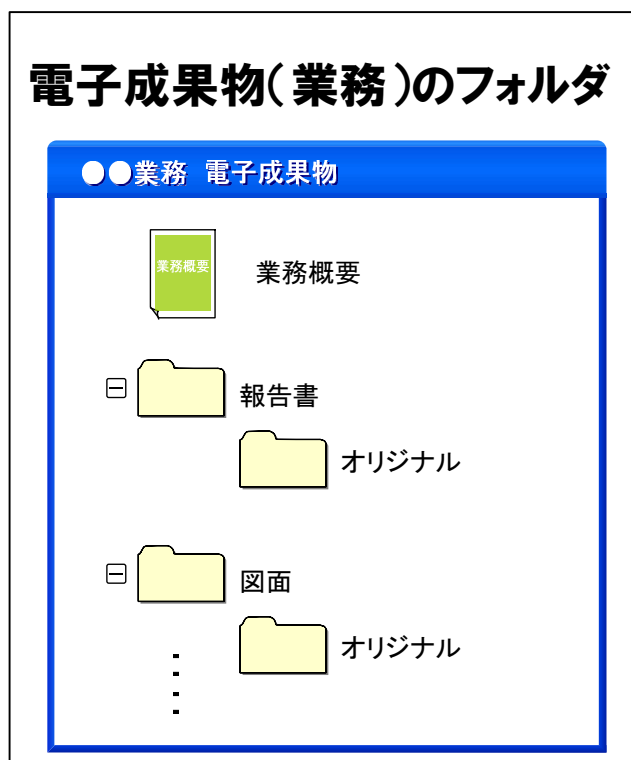 電子成果物(業務)のフォルダ
●●業務 電子成果物
業務概要
業務概要
報告書
オリジナル
図面
オリジナル